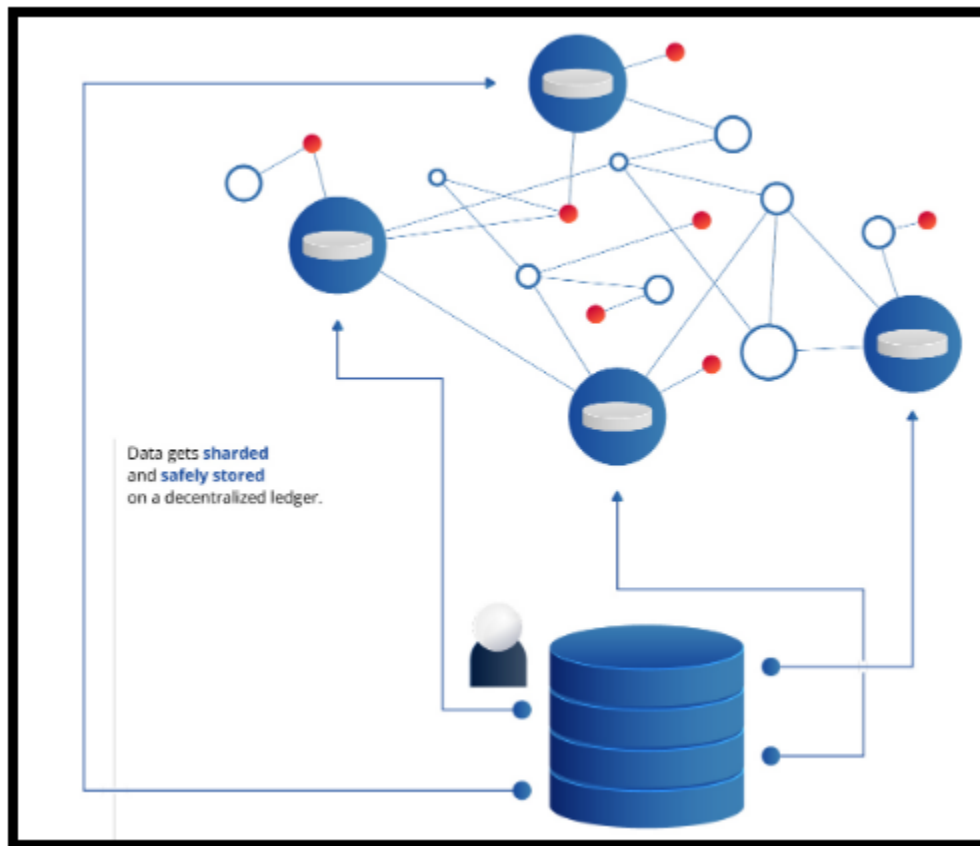 Data gets sharded
and safely stored
on a decentralized ledger.